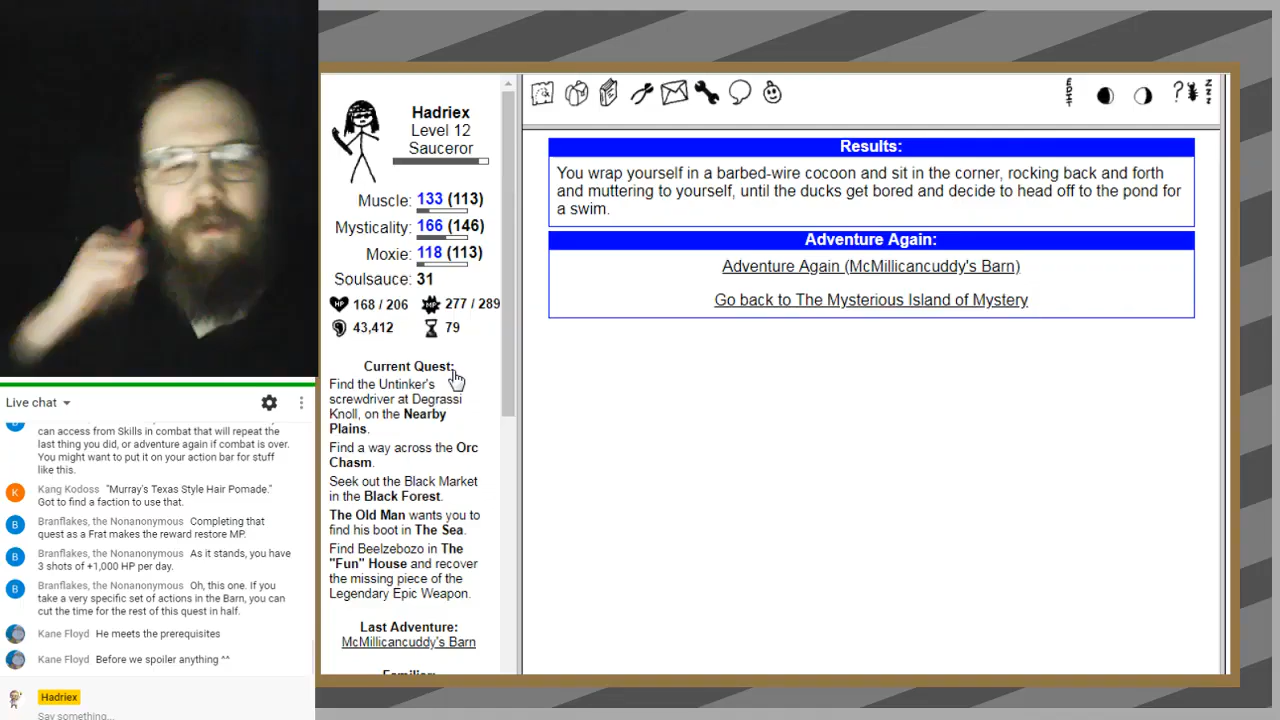 Hadriex
Level 12
Sauceror
Muscle: 133 (113)
Mysticality: 166 (146)
Moxie: 118 (113)
Soulsauce: 31
HP 168 / 206 MP 277 / 289
43,412 79
Current Quest:
Find the Untinker's
screwdriver at Degrassi
Knoll, on the Nearby
Plains.
Find a way across the Orc
Chasm.
Seek out the Black Market
in the Black Forest.
The Old Man wants you to
find his boot in The Sea.
Find Beelzebozo in The
"Fun" House and recover
the missing piece of the
Legendary Epic Weapon.
Last Adventure:
McMillicancuddy's Barn
Results:
You wrap yourself in a barbed-wire cocoon and sit in the corner, rocking back and forth
and muttering to yourself, until the ducks get bored and decide to head off to the pond for
a swim.
Adventure Again:
Adventure Again (McMillicancuddy's Barn)
Go back to The Mysterious Island of Mystery
Live chat
can access from Skills in combat that will repeat the
last thing you did, or adventure again if combat is over.
You might want to put it on your action bar for stuff
like this.
K Kang Kodoss "Murray's Texas Style Hair Pomade."
Got to find a faction to use that.
B Branflakes, the Nonanonymous Completing that
quest as a Frat makes the reward restore MP.
B Branflakes, the Nonanonymous As it stands, you have
3 shots of +1,000 HP per day.
B Branflakes, the Nonanonymous Oh, this one. If you
take a very specific set of actions in the Barn, you can
cut the time for the rest of this quest in half.
Kane Floyd He meets the prerequisites
Kane Floyd Before we spoiler anything ^^
Hadriex
Say something...